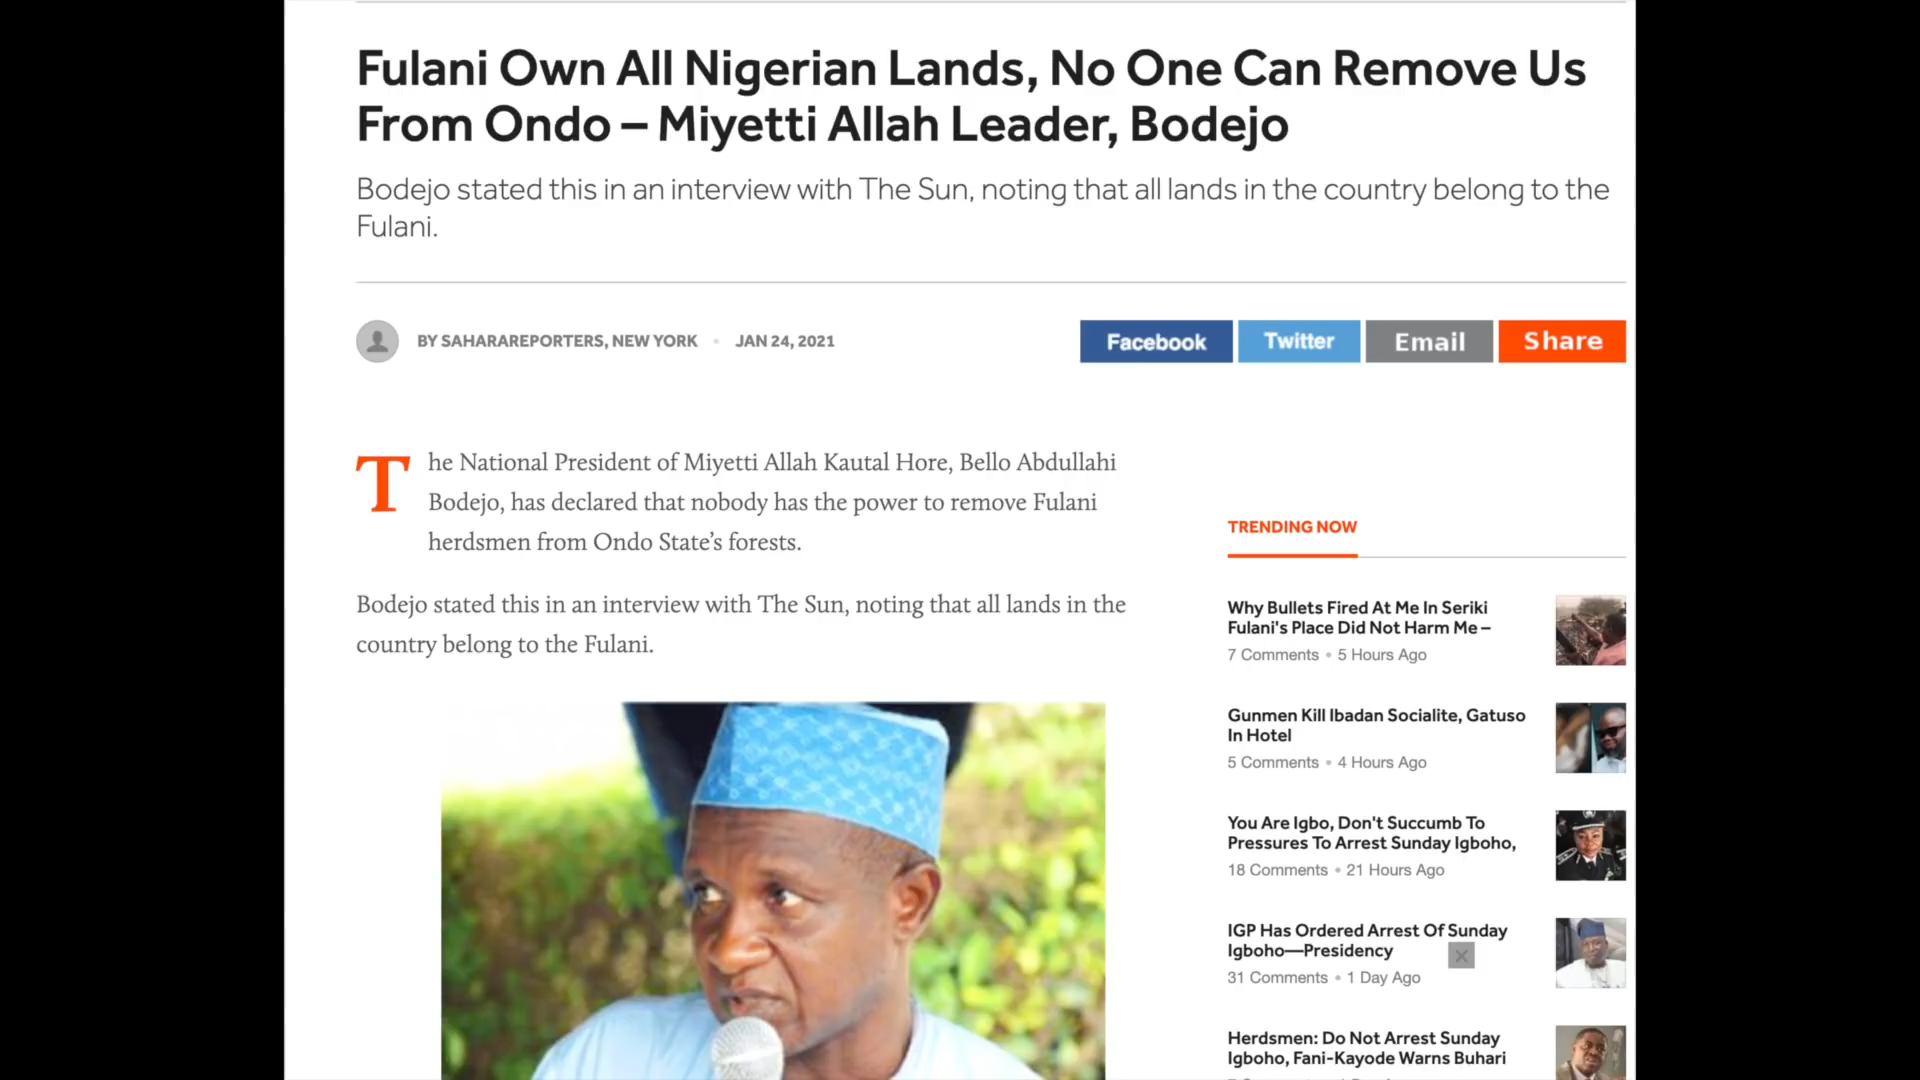 Fulani Own All Nigerian Lands, No One Can Remove Us
From Ondo – Miyetti Allah Leader, Bodejo
Bodejo stated this in an interview with The Sun, noting that all lands in the country belong to the
Fulani.
BY SAHARAREPORTERS, NEW YORK • JAN 24, 2021
Facebook
Twitter
Email
Share
The National President of Miyetti Allah Kautal Hore, Bello Abdullahi
Bodejo, has declared that nobody has the power to remove Fulani
herdsmen from Ondo State’s forests.
Bodejo stated this in an interview with The Sun, noting that all lands in the
country belong to the Fulani.
TRENDING NOW
Why Bullets Fired At Me In Seriki
Fulani's Place Did Not Harm Me –
7 Comments • 5 Hours Ago
Gunmen Kill Ibadan Socialite, Gatuso
In Hotel
5 Comments • 4 Hours Ago
You Are Igbo, Don't Succumb To
Pressures To Arrest Sunday Igboho,
18 Comments • 21 Hours Ago
IGP Has Ordered Arrest Of Sunday
Igboho—Presidency
31 Comments • 1 Day Ago
Herdsmen: Do Not Arrest Sunday
Igboho, Fani-Kayode Warns Buhari